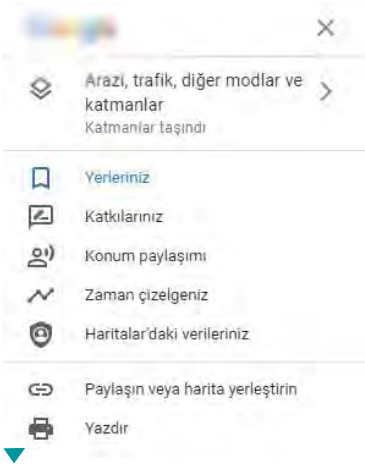 Arazi, trafik, diğer modlar ve
katmanlar
Katmanlar taşındı
Yerleriniz
Katkılarınız
Konum paylaşımı
Zaman çizelgeniz
Haritalar'daki verileriniz
Paylaşın veya harita yerleştirin
Yazdır